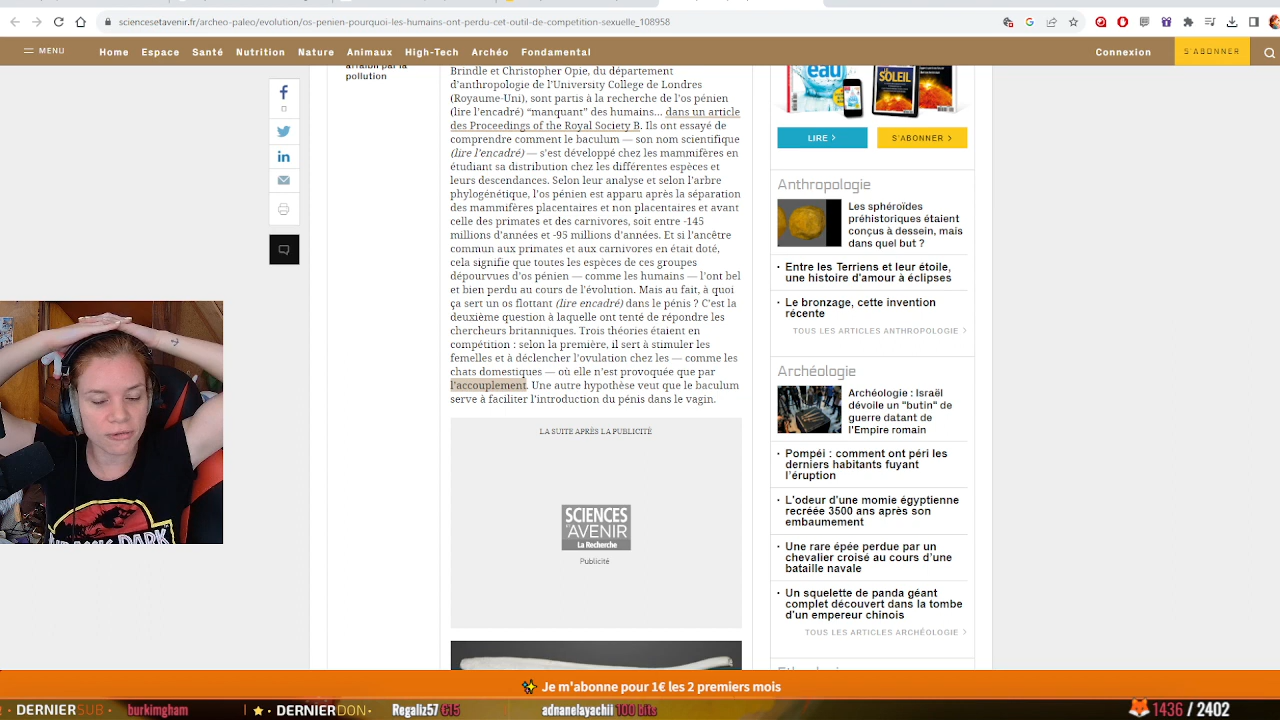 sciencesetavenir.fr/archeo-paleo/evolution/os-penien-pourquoi-les-humains-ont-perdu-cet-outil-de-competition-sexuelle_108958
MENU
Home
Espace
Santé
Nutrition
Nature
Animaux
High-Tech
Archéo
Fondamental
Connexion
S'ABONNER
pollution
Brindle et Christopher Opie, du département
d'anthropologie de l'University College de Londres
(Royaume-Uni), sont partis à la recherche de l'os pénien
(lire l'encadré) “manquant” des humains... dans un article
des Proceedings of the Royal Society B. Ils ont essayé de
comprendre comment le baculum — son nom scientifique
(lire l'encadré) — s'est développé chez les mammifères en
étudiant sa distribution chez les différentes espèces et
leurs descendances. Selon leur analyse et selon l'arbre
phylogénétique, l'os pénien est apparu après la séparation
des mammifères placentaires et non placentaires et avant
celle des primates et des carnivores, soit entre -145
millions d'années et -95 millions d'années. Et si l'ancêtre
commun aux primates et aux carnivores en était doté,
cela signifie que toutes les espèces de ces groupes
dépourvues d'os pénien — comme les humains — l'ont bel
et bien perdu au cours de l'évolution. Mais au fait, à quoi
ça sert un os flottant (lire encadré) dans le pénis ? C'est la
deuxième question à laquelle ont tenté de répondre les
chercheurs britanniques. Trois théories étaient en
compétition : selon la première, il sert à stimuler les
femelles et à déclencher l'ovulation chez les — comme les
chats domestiques — où elle n'est provoquée que par
l'accouplement. Une autre hypothèse veut que le baculum
serve à faciliter l'introduction du pénis dans le vagin.
LA SUITE APRÈS LA PUBLICITÉ
SCIENCES
ET AVENIR
La Recherche
Publicité
eau
LE SOLEIL
LIRE
S'ABONNER
Anthropologie
Les sphéroïdes
préhistoriques étaient
conçus à dessein, mais
dans quel but ?
Entre les Terriens et leur étoile,
une histoire d'amour à éclipses
Le bronzage, cette invention
récente
TOUS LES ARTICLES ANTHROPOLOGIE
Archéologie
Archéologie : Israël
dévoile un "butin" de
guerre datant de
l'Empire romain
Pompéi : comment ont péri les
derniers habitants fuyant
l'éruption
L'odeur d'une momie égyptienne
recréée 3500 ans après son
embaumement
Une rare épée perdue par un
chevalier croisé au cours d'une
bataille navale
Un squelette de panda géant
complet découvert dans la tombe
d'un empereur chinois
TOUS LES ARTICLES ARCHÉOLOGIE
Je m'abonne pour 1€ les 2 premiers mois
DERNIERSUB
burkimgham
DERNIERDON
Regaliz57 €15
adnanelayachii 100 bits
1436 / 2402